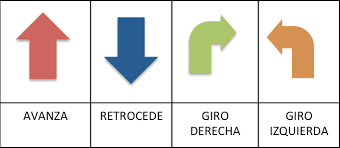 AVANZA
RETROCEDE
GIRO
DERECHA
GIRO
IZQUIERDA